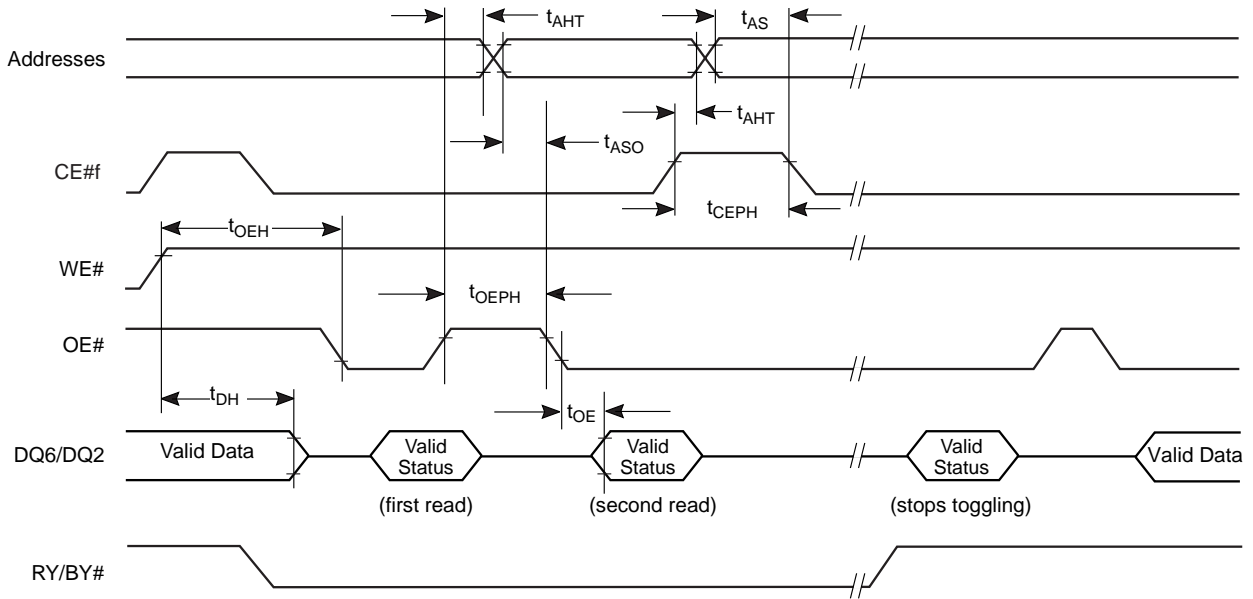 tAHT
tAS
Addresses
tAHT
tASO
CE#f
tCEPH
tOEH
WE#
tOEPH
OE#
tDH
tOE
DQ6/DQ2
Valid Data
Valid
Status
Valid
Status
Valid
Status
Valid Data
(first read)
(second read)
(stops toggling)
RY/BY#